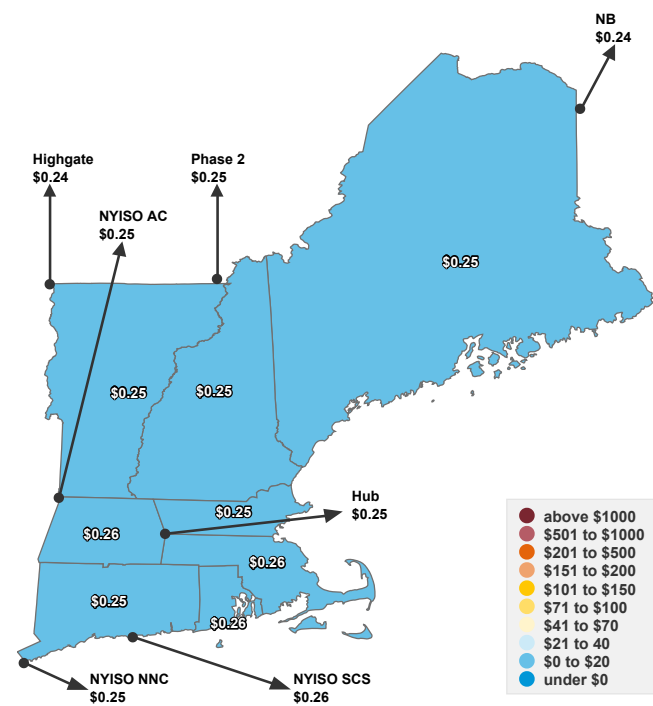 NB
$0.24
Highgate
$0.24
Phase 2
$0.25
NYISO AC
$0.25
$0.25
$0.25
$0.25
Hub
$0.25
$0.25
$0.26
$0.26
$0.25
$0.26
NYISO NNC
$0.25
NYISO SCS
$0.26
above $1000
$501 to $1000
$201 to $500
$151 to $200
$101 to $150
$71 to $100
$41 to $70
$21 to 40
$0 to $20
under $0